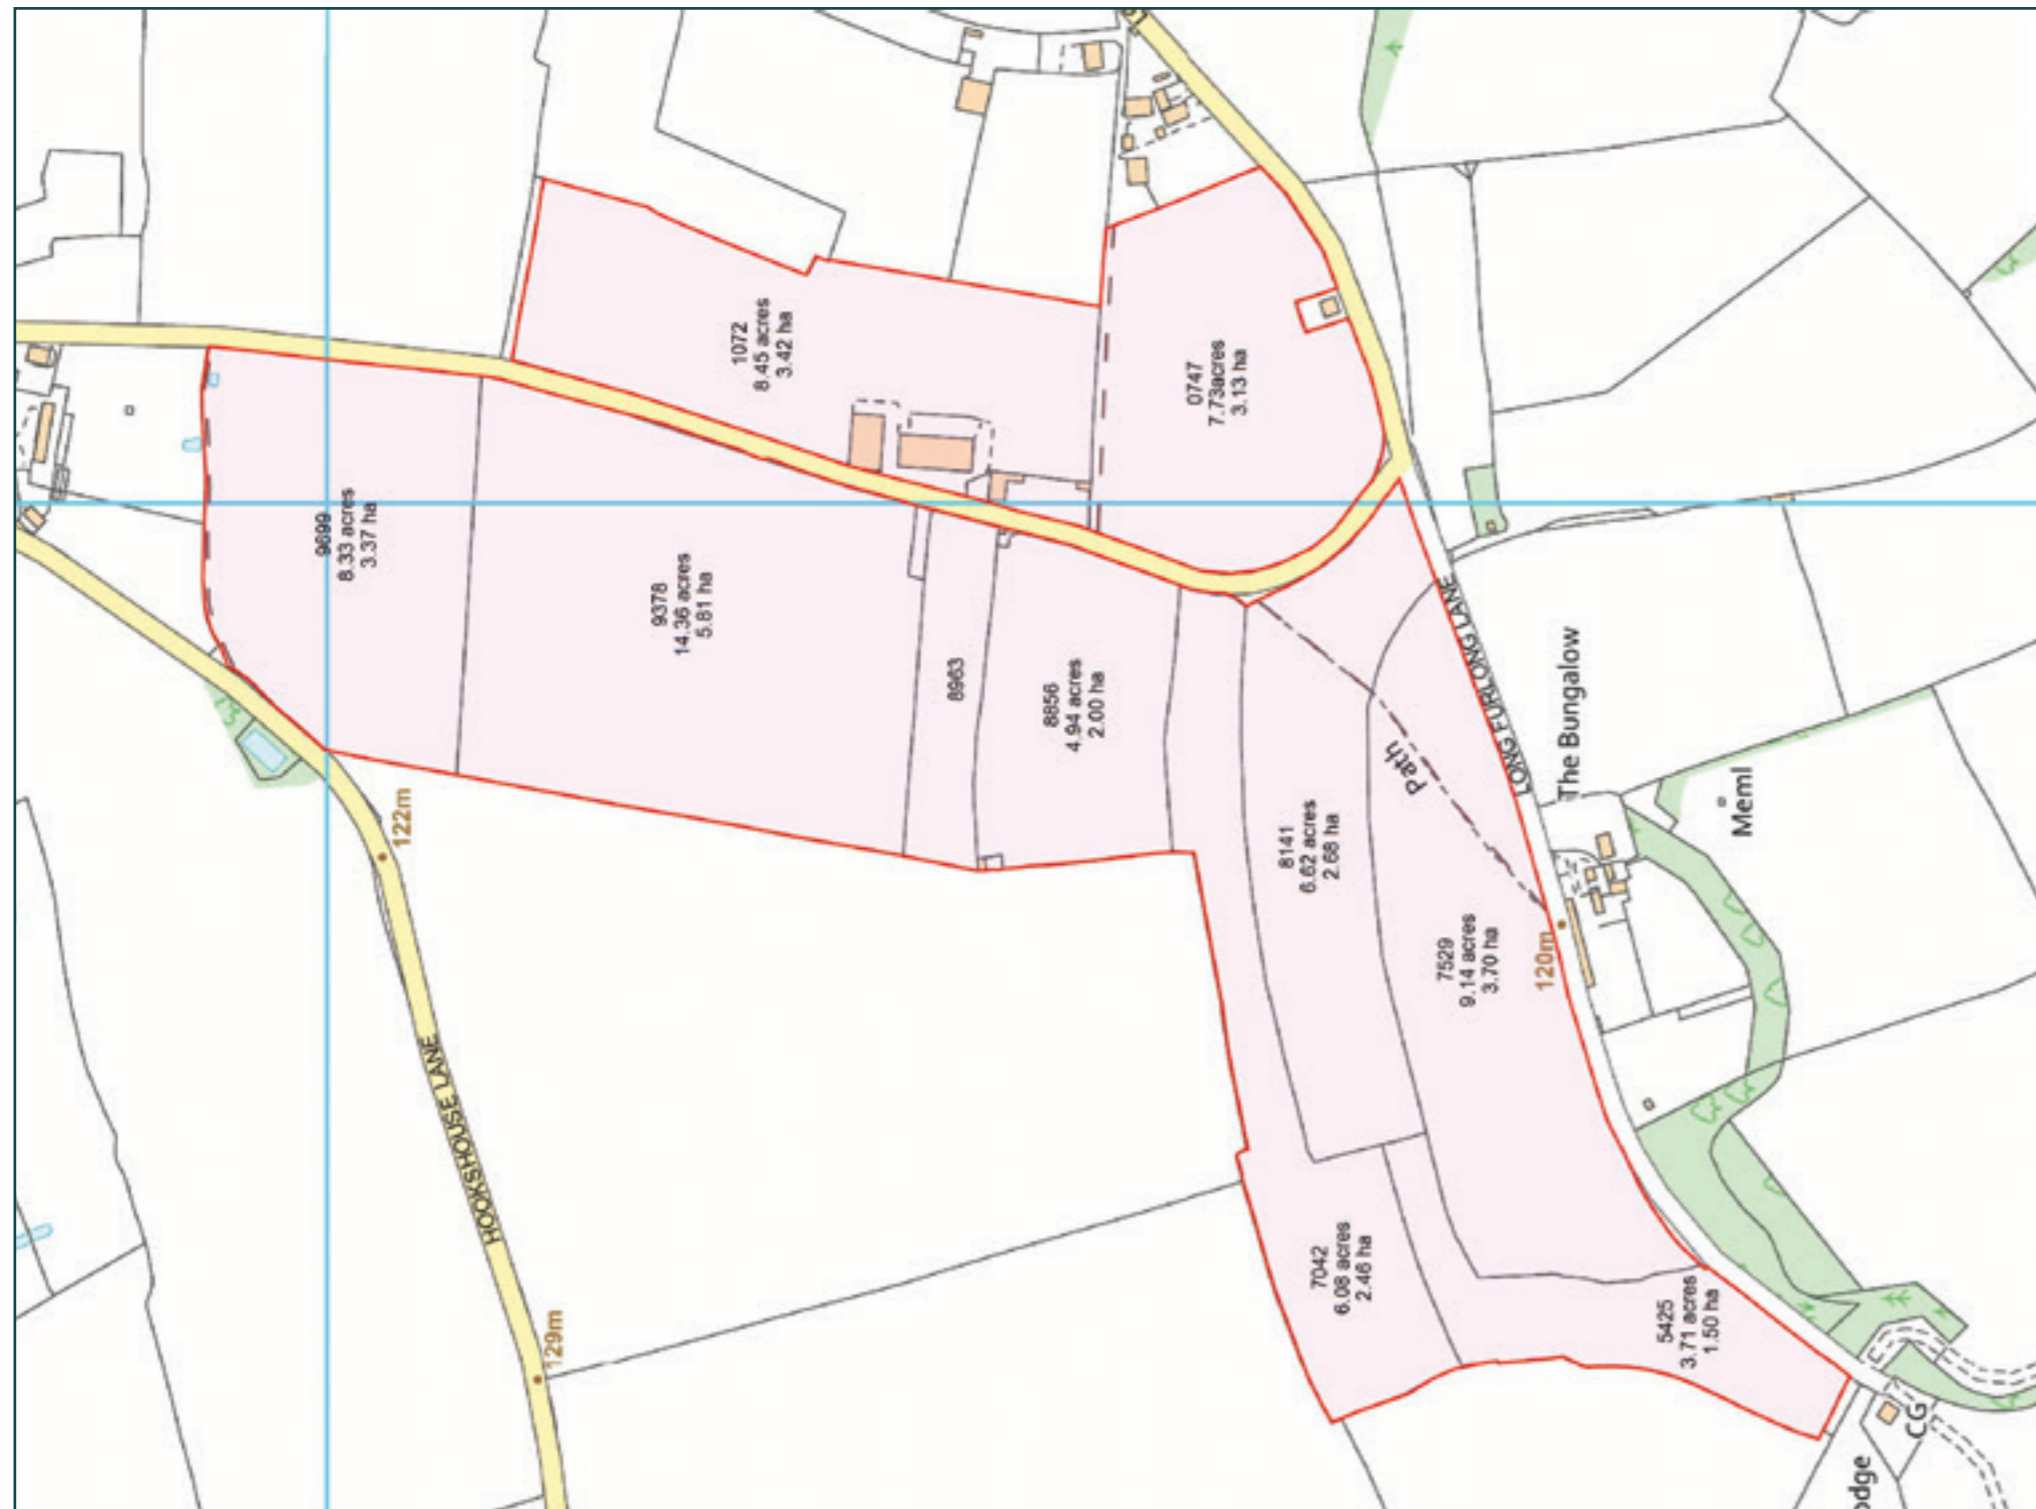 1072
8.45 acres
3.42 ha
0747
7.73acres
3.13 ha
9699
8.33 acres
3.37 ha
9378
14.36 acres
5.81 ha
8963
8856
4.94 acres
2.00 ha
8141
6.62 acres
2.68 ha
Path
7529
9.14 acres
3.70 ha
7042
6.08 acres
2.46 ha
5425
3.71 acres
1.50 ha
LONG FURLONG LANE
The Bungalow
Meml
120m
122m
HOOKSHOUSE LANE
129m
CG
odge